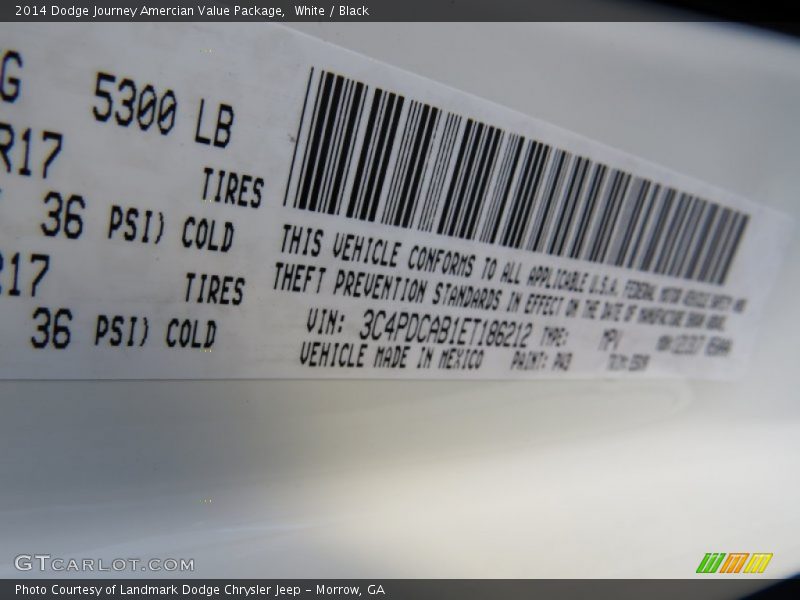 2014 Dodge Journey Amercian Value Package, White / Black
G 5300 LB
R17 TIRES
36 PSI) COLD
R17 TIRES
36 PSI) COLD
THIS VEHICLE CONFORMS TO ALL APPLICABLE U.S.A. FEDERAL MOTOR VEHICLE SAFETY AND
THEFT PREVENTION STANDARDS IN EFFECT ON THE DATE OF MANUFACTURE SHOWN ABOVE.
VIN: 3C4PDCAB1ET186212 TYPE: MPV
VEHICLE MADE IN MEXICO PAINT: PW3
GTCARLOT.COM
Photo Courtesy of Landmark Dodge Chrysler Jeep – Morrow, GA